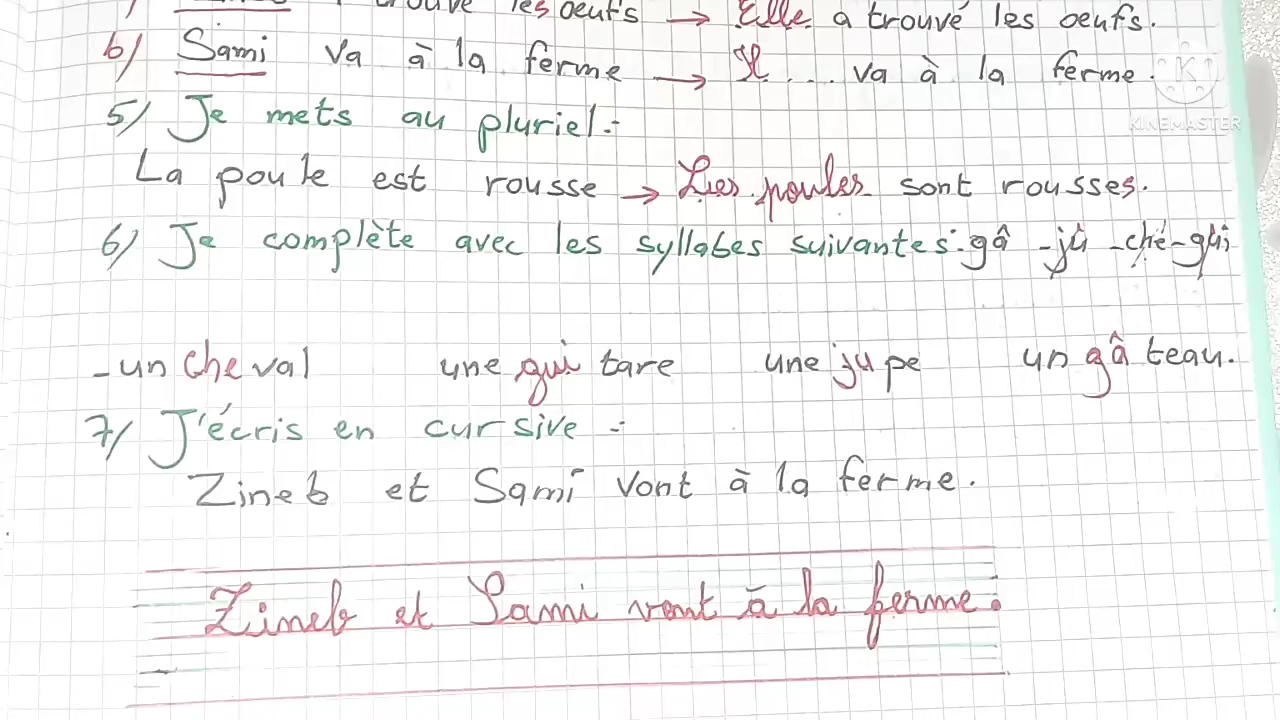 trouvé les oeufs → Elle a trouvé les oeufs.
b) Sami va à la ferme → Il ... va à la ferme.
KINEMASTER
5) Je mets au pluriel :
La poule est rousse → Les poules sont rousses.
6) Je complète avec les syllabes suivantes : gâ - ju - che - gui
- un cheval une guitare une jupe un gâteau.
7) J'écris en cursive :
Zineb et Sami vont à la ferme.
Zineb et Sami vont à la ferme.